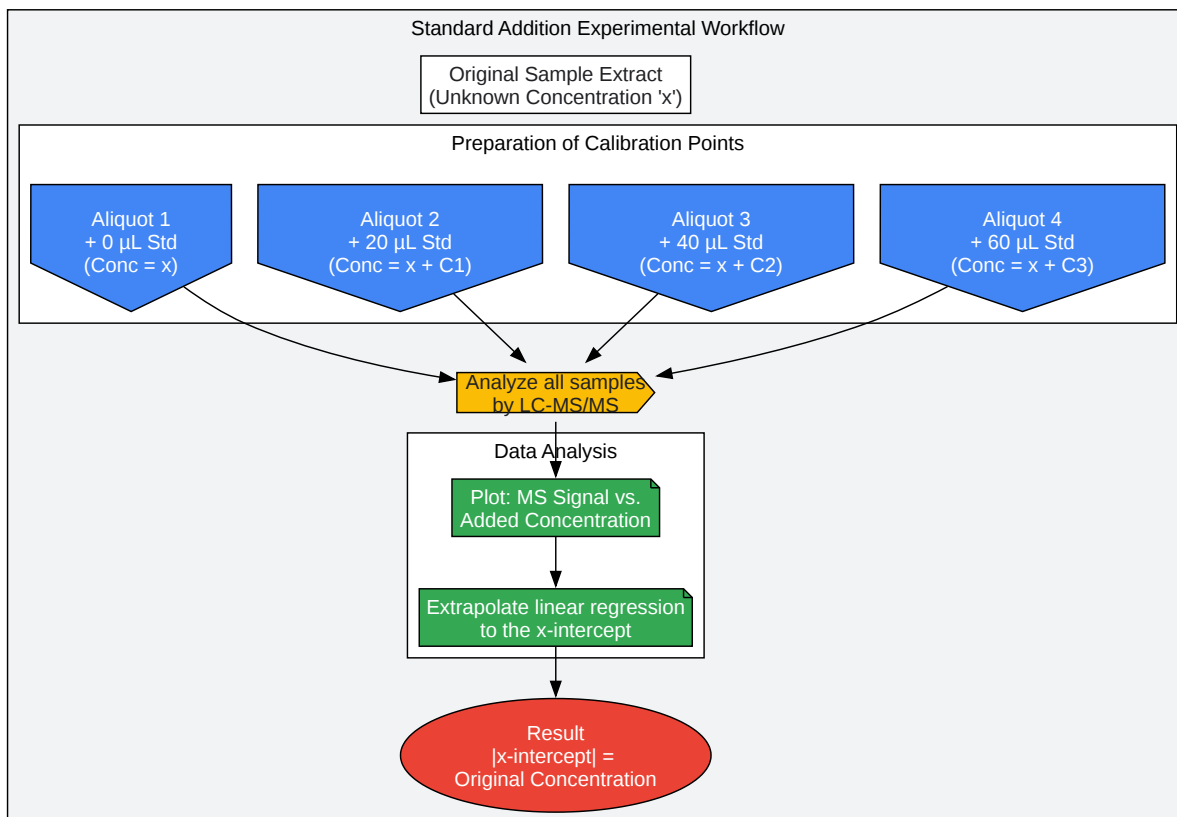 Standard Addition Experimental Workflow
Original Sample Extract
(Unknown Concentration 'x')
Preparation of Calibration Points
Aliquot 1
+ 0 µL Std
(Conc = x)
Aliquot 2
+ 20 µL Std
(Conc = x + C1)
Aliquot 3
+ 40 µL Std
(Conc = x + C2)
Aliquot 4
+ 60 µL Std
(Conc = x + C3)
Analyze all samples
by LC-MS/MS
Data Analysis
Plot: MS Signal vs.
Added Concentration
Extrapolate linear regression
to the x-intercept
Result
|x-intercept| =
Original Concentration